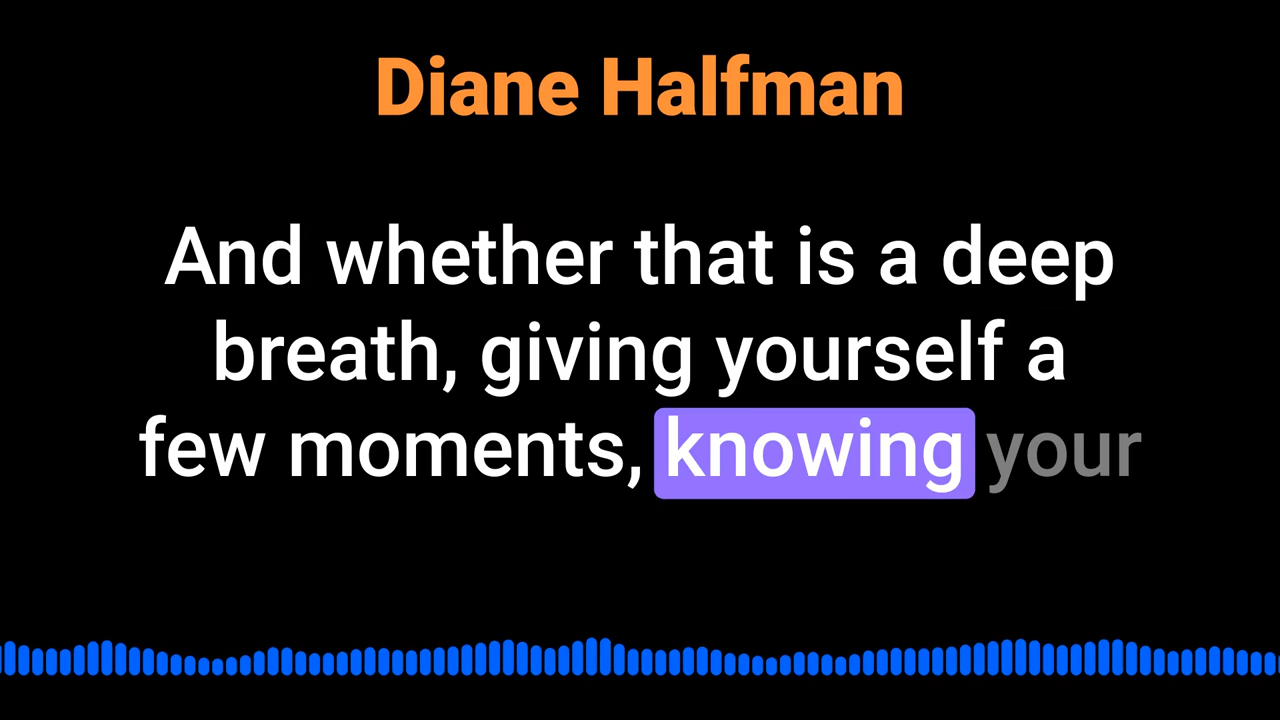 Diane Halfman
And whether that is a deep
breath, giving yourself a
few moments, knowing your